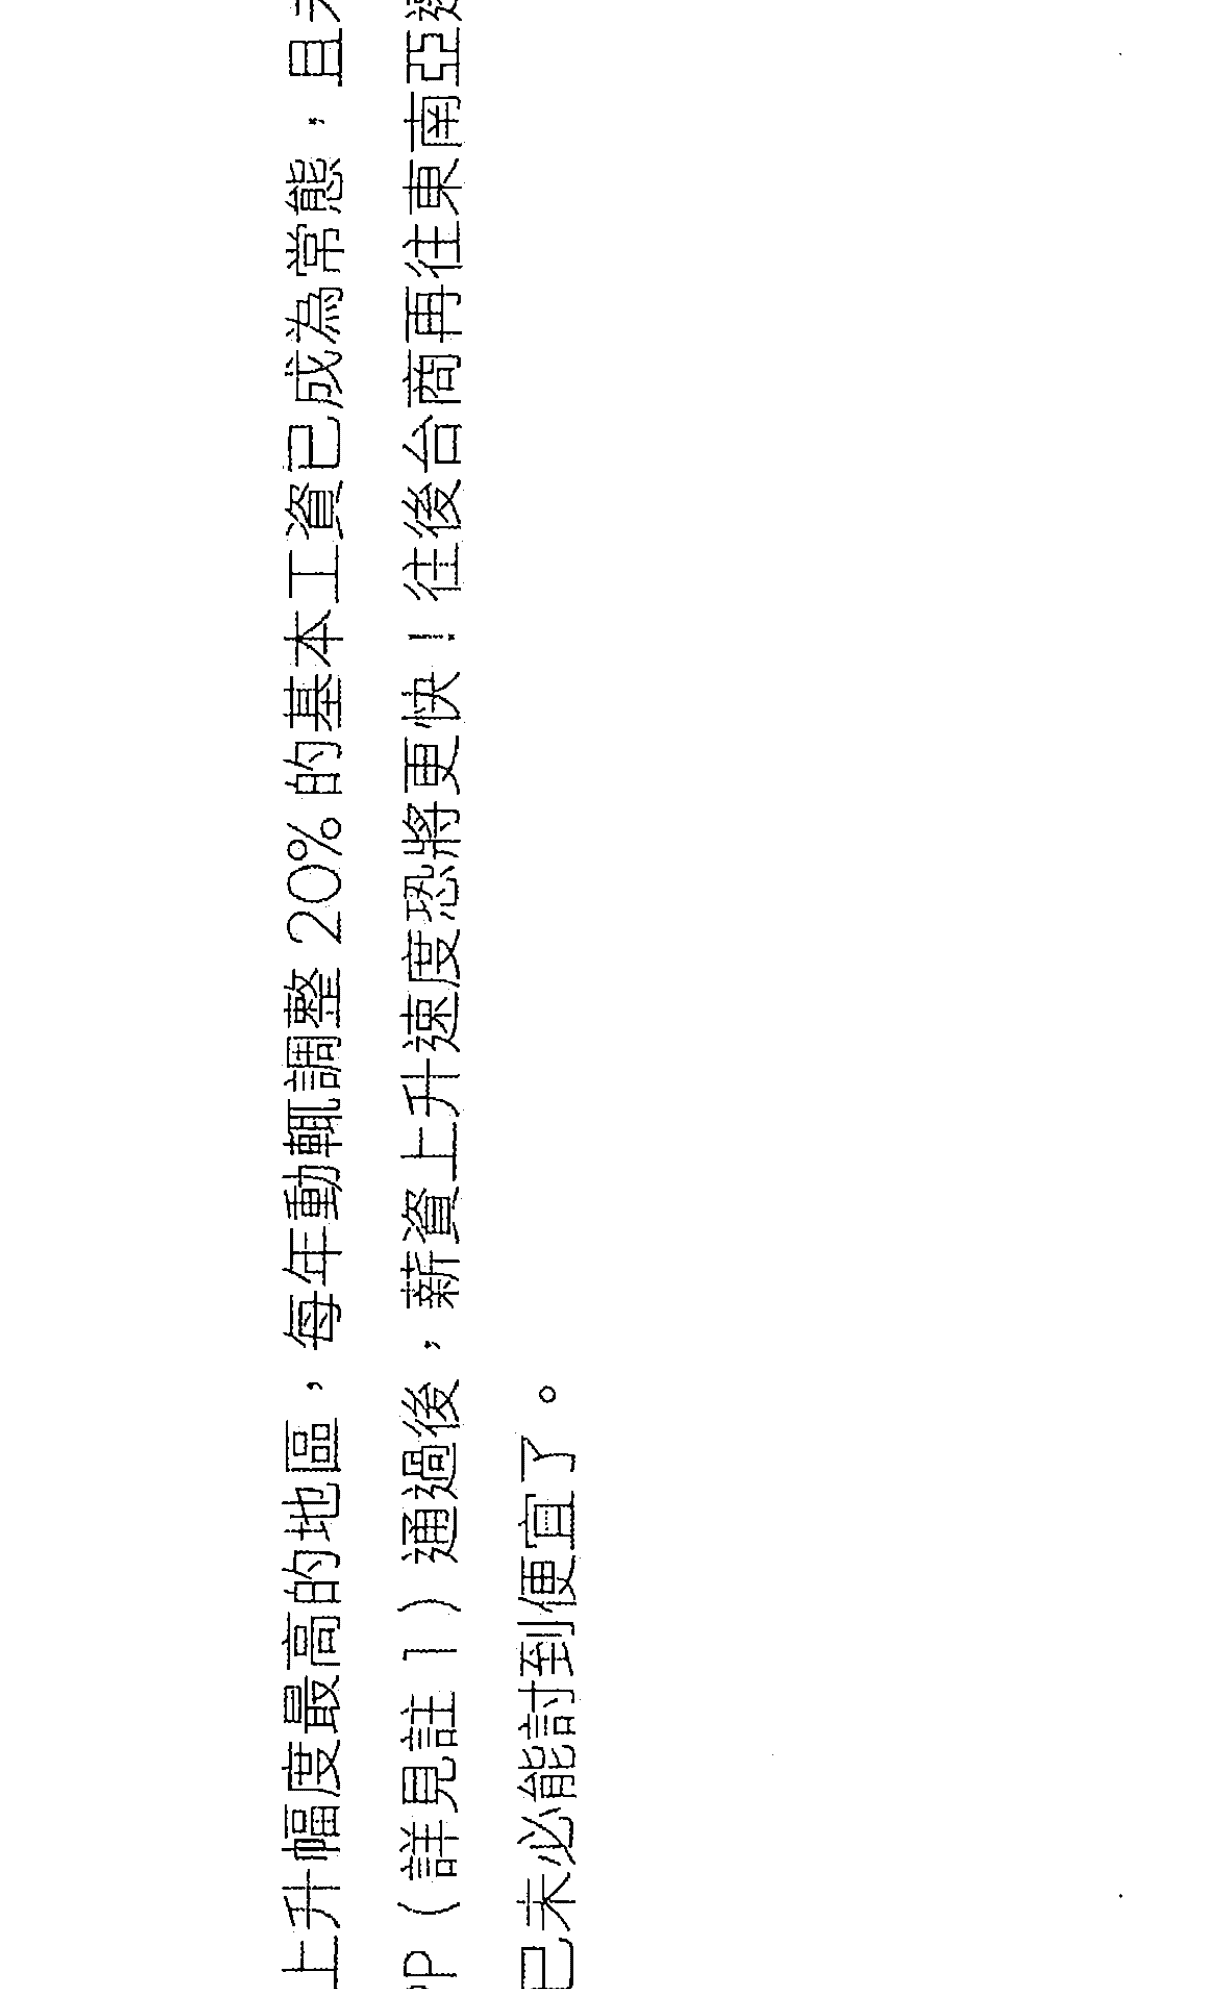 上升幅度最高的地區，每年動輒調整 20% 的基本工資已成為常態，且
PP（詳見註 1）通過後，薪資上升速度恐將更快！往後台商再往東南亞
已未必能討到便宜了。